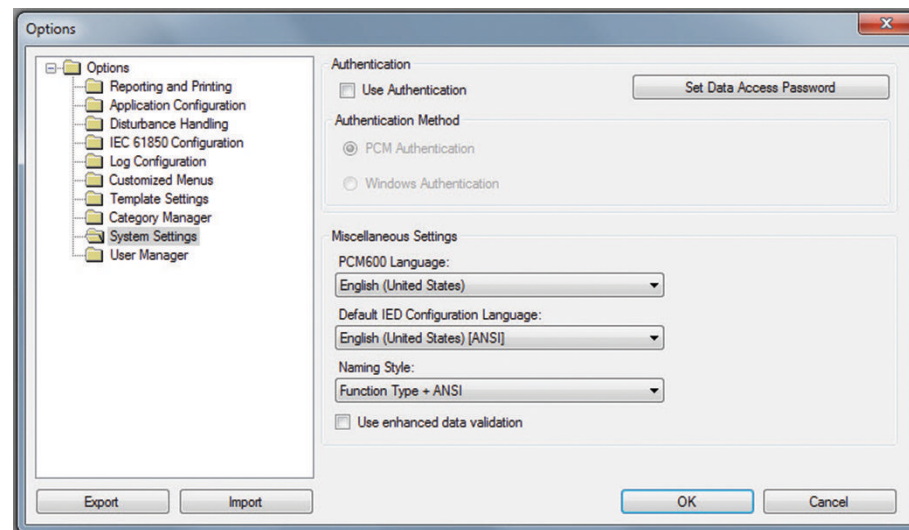 Options
Options
Reporting and Printing
Application Configuration
Disturbance Handling
IEC 61850 Configuration
Log Configuration
Customized Menus
Template Settings
Category Manager
System Settings
User Manager
Export
Import
Authentication
Use Authentication
Set Data Access Password
Authentication Method
PCM Authentication
Windows Authentication
Miscellaneous Settings
PCM600 Language:
English (United States)
Default IED Configuration Language:
English (United States) [ANSI]
Naming Style:
Function Type + ANSI
Use enhanced data validation
OK
Cancel